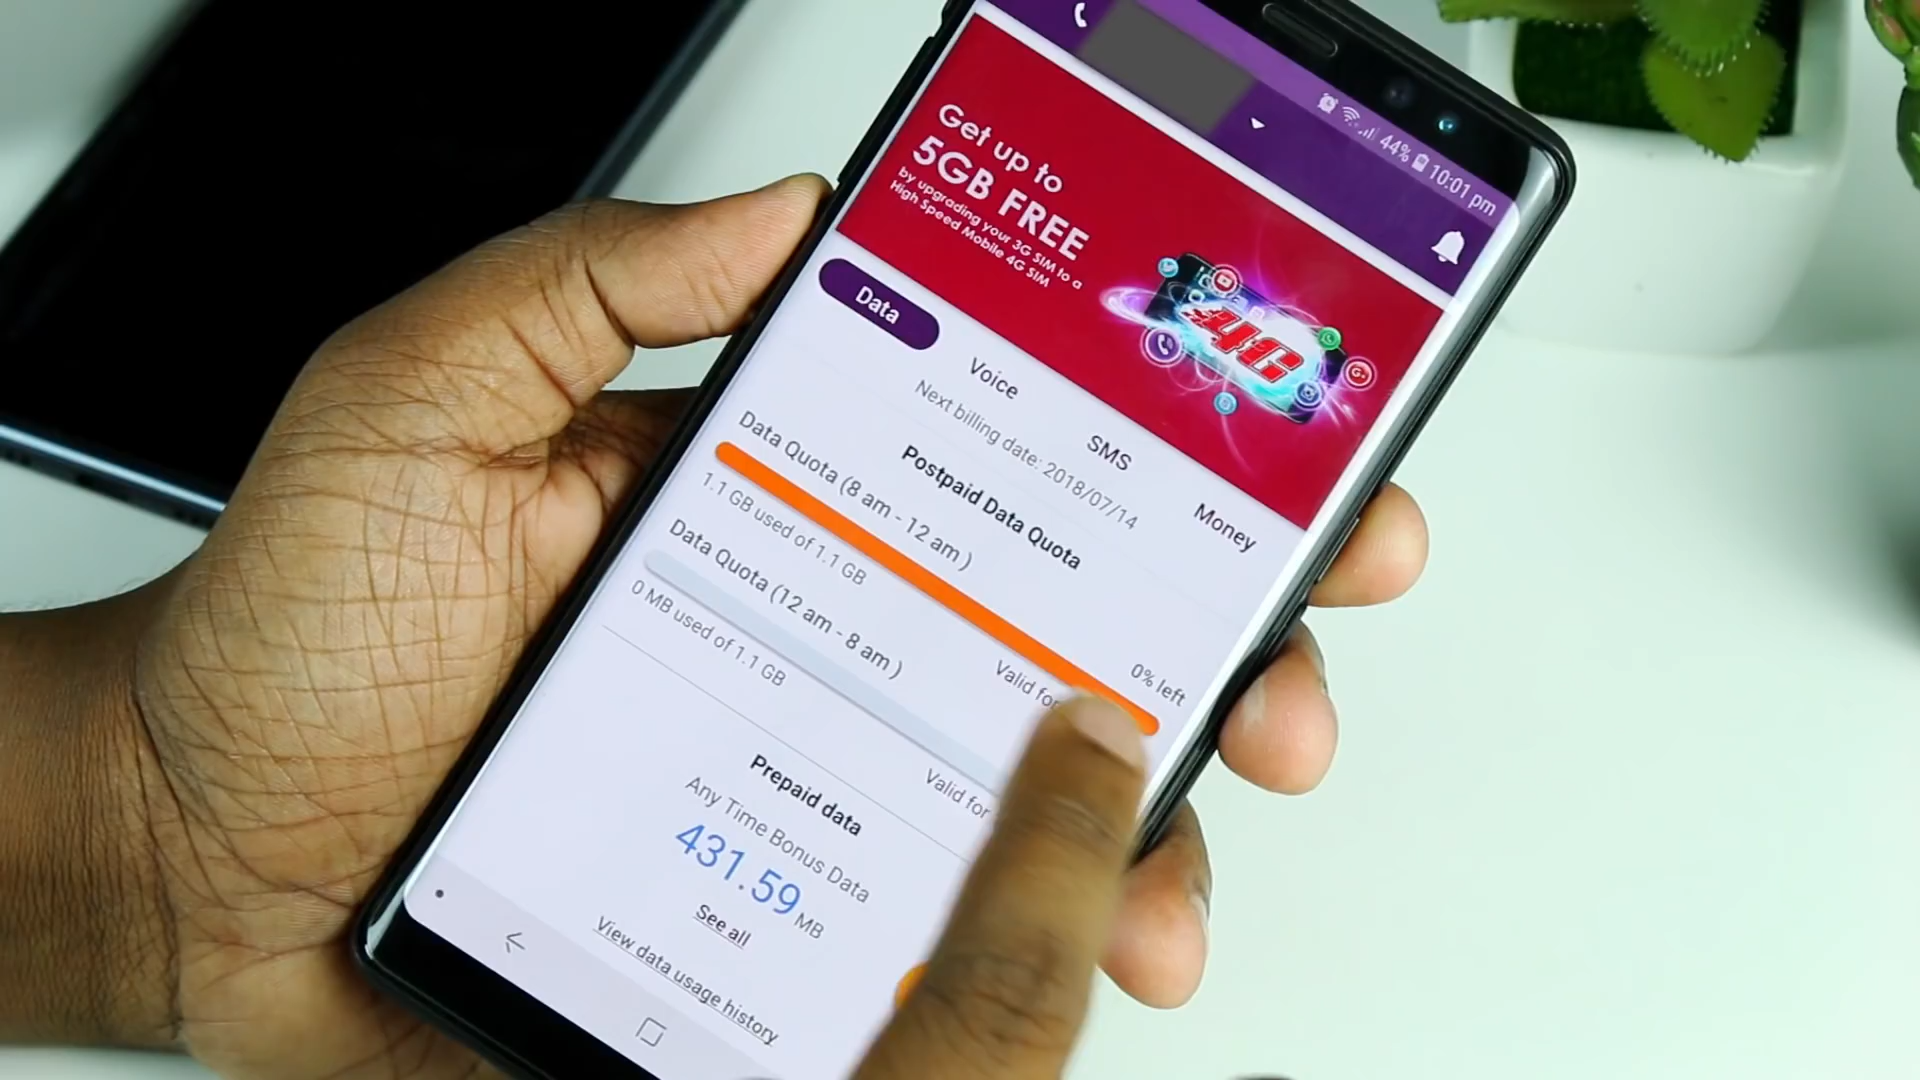 44% 10:01 pm
Get up to
5GB FREE
by upgrading your 3G SIM to a
High Speed Mobile 4G SIM
4G
Data
Voice
SMS
Money
Next billing date: 2018/07/14
Postpaid Data Quota
Data Quota (8 am - 12 am )
0% left
1.1 GB used of 1.1 GB
Valid for
Data Quota (12 am - 8 am )
0 MB used of 1.1 GB
Valid for
Prepaid data
Any Time Bonus Data
431.59 MB
See all
View data usage history